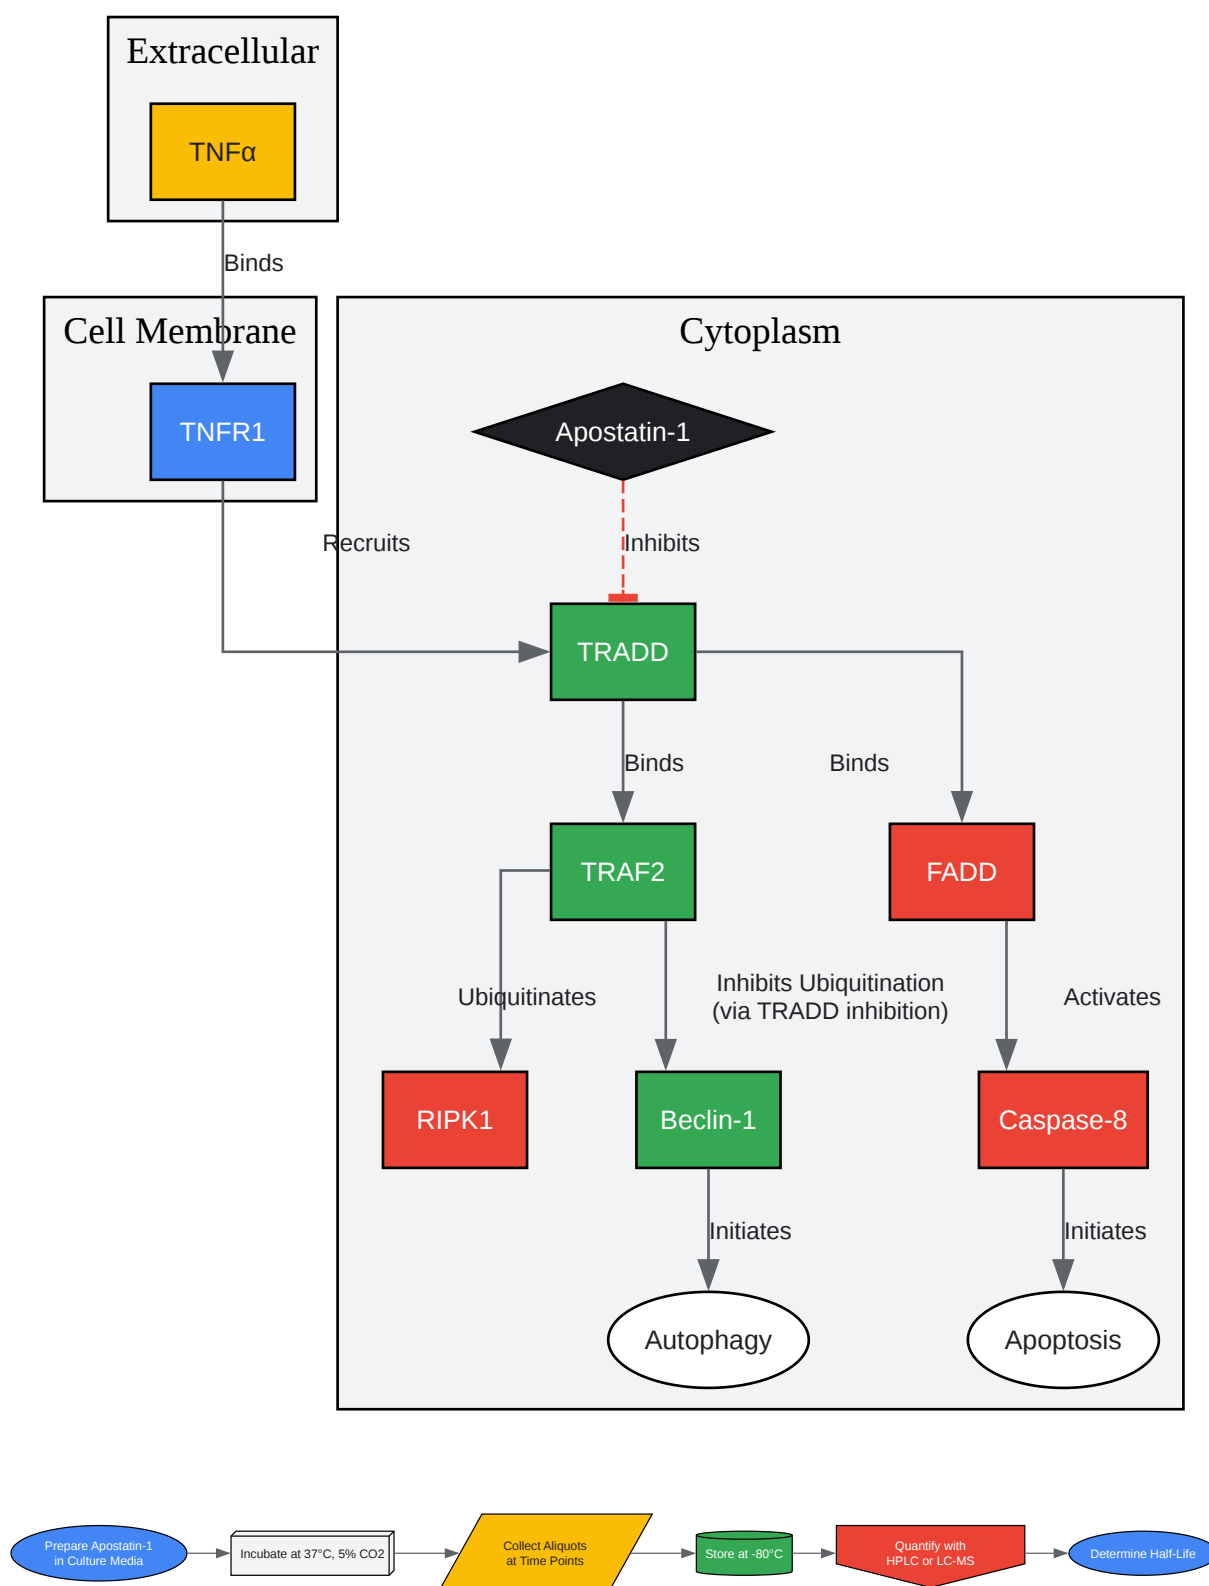 Extracellular
TNFα
Binds
Cell Membrane
Cytoplasm
TNFR1
Apostatin-1
Recruits
Inhibits
TRADD
Binds
Binds
TRAF2
FADD
Ubiquitinates
Inhibits Ubiquitination
(via TRADD inhibition)
Activates
RIPK1
Beclin-1
Caspase-8
Initiates
Initiates
Autophagy
Apoptosis
Prepare Apostatin-1
in Culture Media
Incubate at 37°C, 5% CO2
Collect Aliquots
at Time Points
Store at -80°C
Quantify with
HPLC or LC-MS
Determine Half-Life